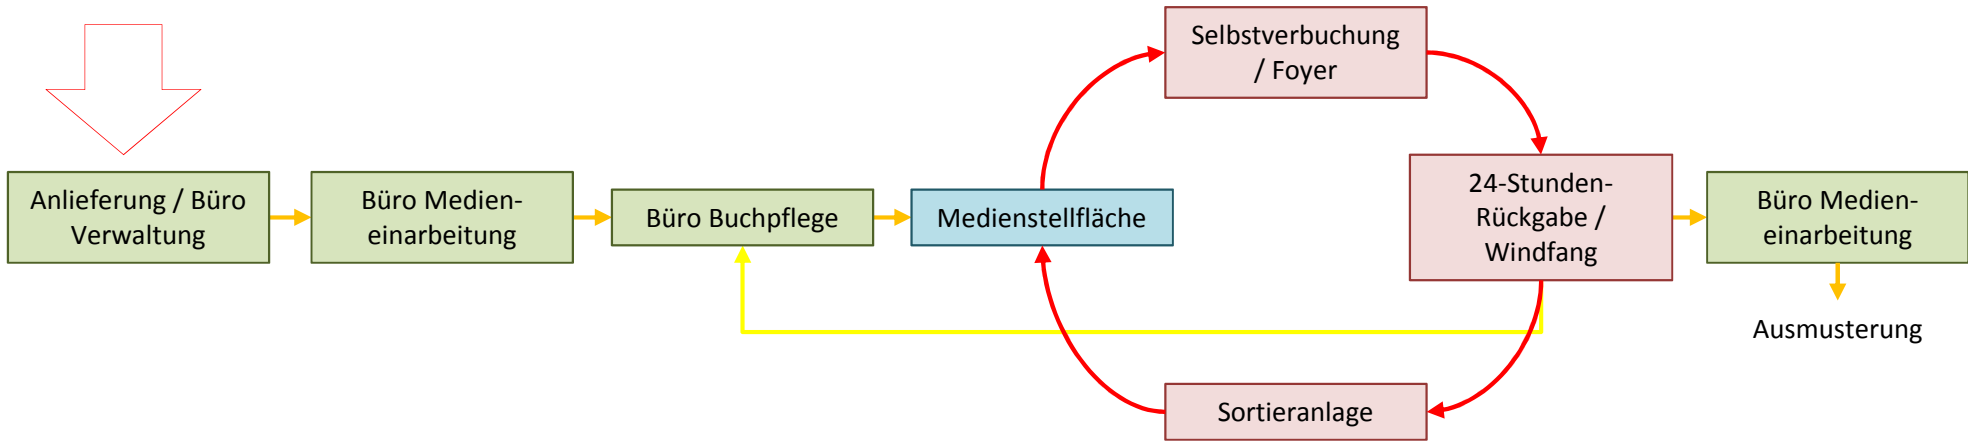 Anlieferung / Büro
Verwaltung
Büro Medien-
einarbeitung
Büro Buchpflege
Medienstellfläche
Selbstverbuchung
/ Foyer
24-Stunden-
Rückgabe /
Windfang
Sortieranlage
Büro Medien-
einarbeitung
Ausmusterung